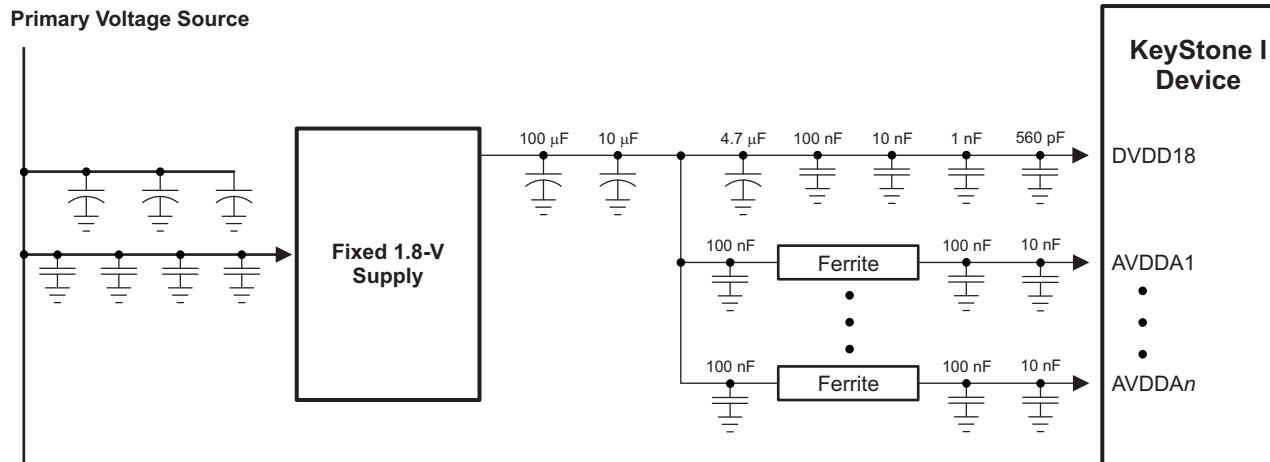 Primary Voltage Source
KeyStone I
Device
100 μF
10 μF
4.7 μF
100 nF
10 nF
1 nF
560 pF
DVDD18
Fixed 1.8-V
Supply
100 nF
Ferrite
100 nF
10 nF
AVDDA1
100 nF
Ferrite
100 nF
10 nF
AVDDAn